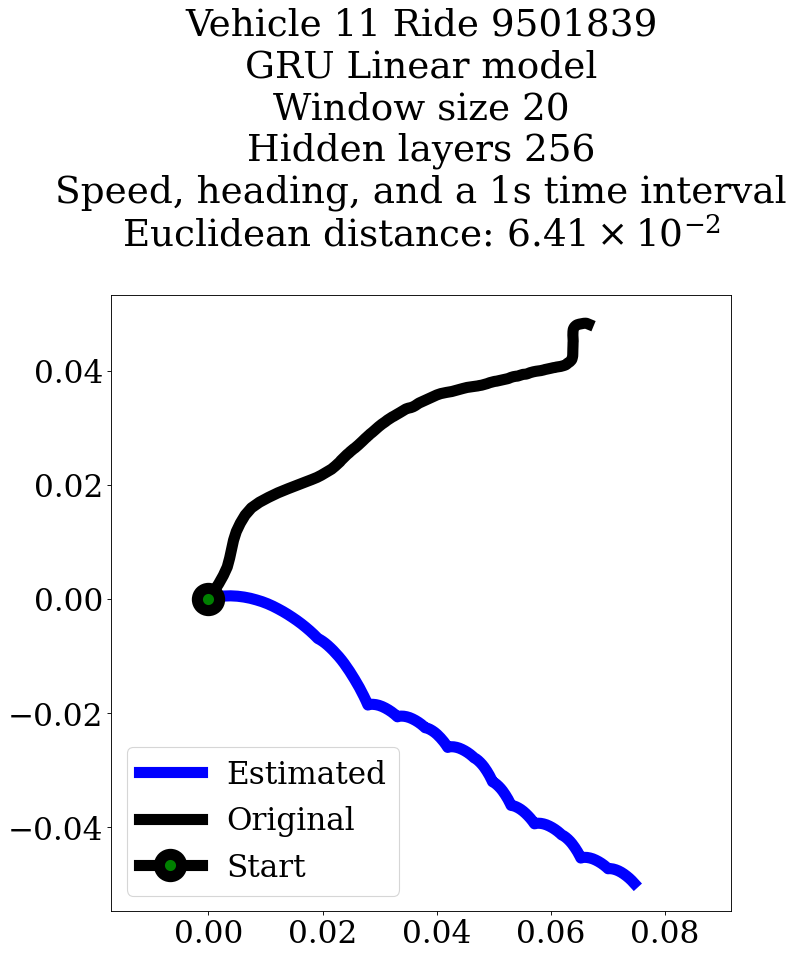 Vehicle 11 Ride 9501839
GRU Linear model
Window size 20
Hidden layers 256
Speed, heading, and a 1s time interval
Euclidean distance: 6.41 × 10⁻²
0.04
0.02
0.00
−0.02
−0.04
Estimated
Original
Start
0.00 0.02 0.04 0.06 0.08